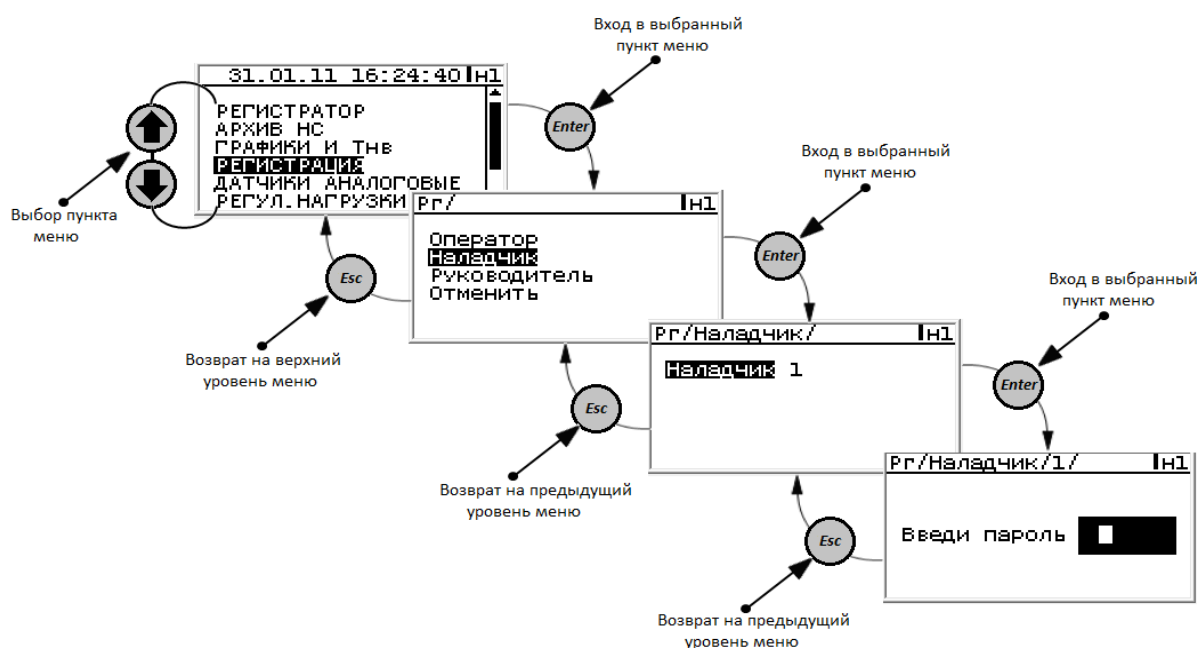 Вход в выбранный
пункт меню
31.01.11 16:24:40 Н1
РЕГИСТРАТОР
АРХИВ НС
ГРАФИКИ И Тнв
РЕГИСТРАЦИЯ
ДАТЧИКИ АНАЛОГОВЫЕ
РЕГУЛ.НАГРУЗКИ
Enter
Выбор пункта
меню
Вход в выбранный
пункт меню
Рг/ Н1
Оператор
Наладчик
Руководитель
Отменить
Enter
Esc
Возврат на верхний
уровень меню
Вход в выбранный
пункт меню
Рг/Наладчик/ Н1
Наладчик 1
Enter
Esc
Возврат на предыдущий
уровень меню
Рг/Наладчик/1/ Н1
Введи пароль
Esc
Возврат на предыдущий
уровень меню